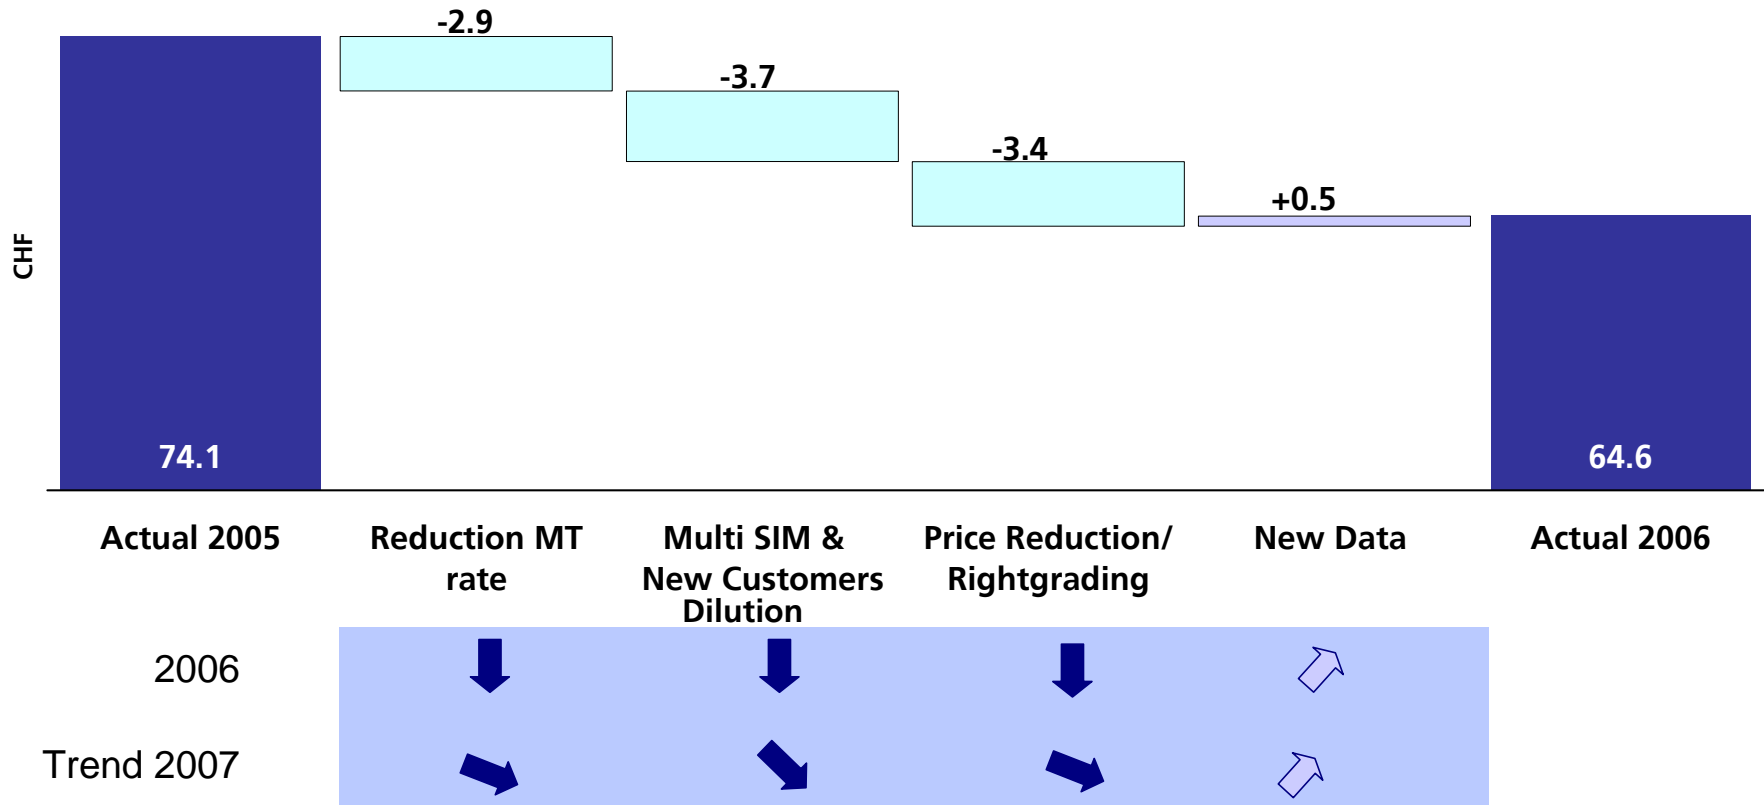 -2.9
-3.7
-3.4
+0.5
CHF
74.1
64.6
Actual 2005
Reduction MT
rate
Multi SIM &
New Customers
Dilution
Price Reduction/
Rightgrading
New Data
Actual 2006
2006
Trend 2007